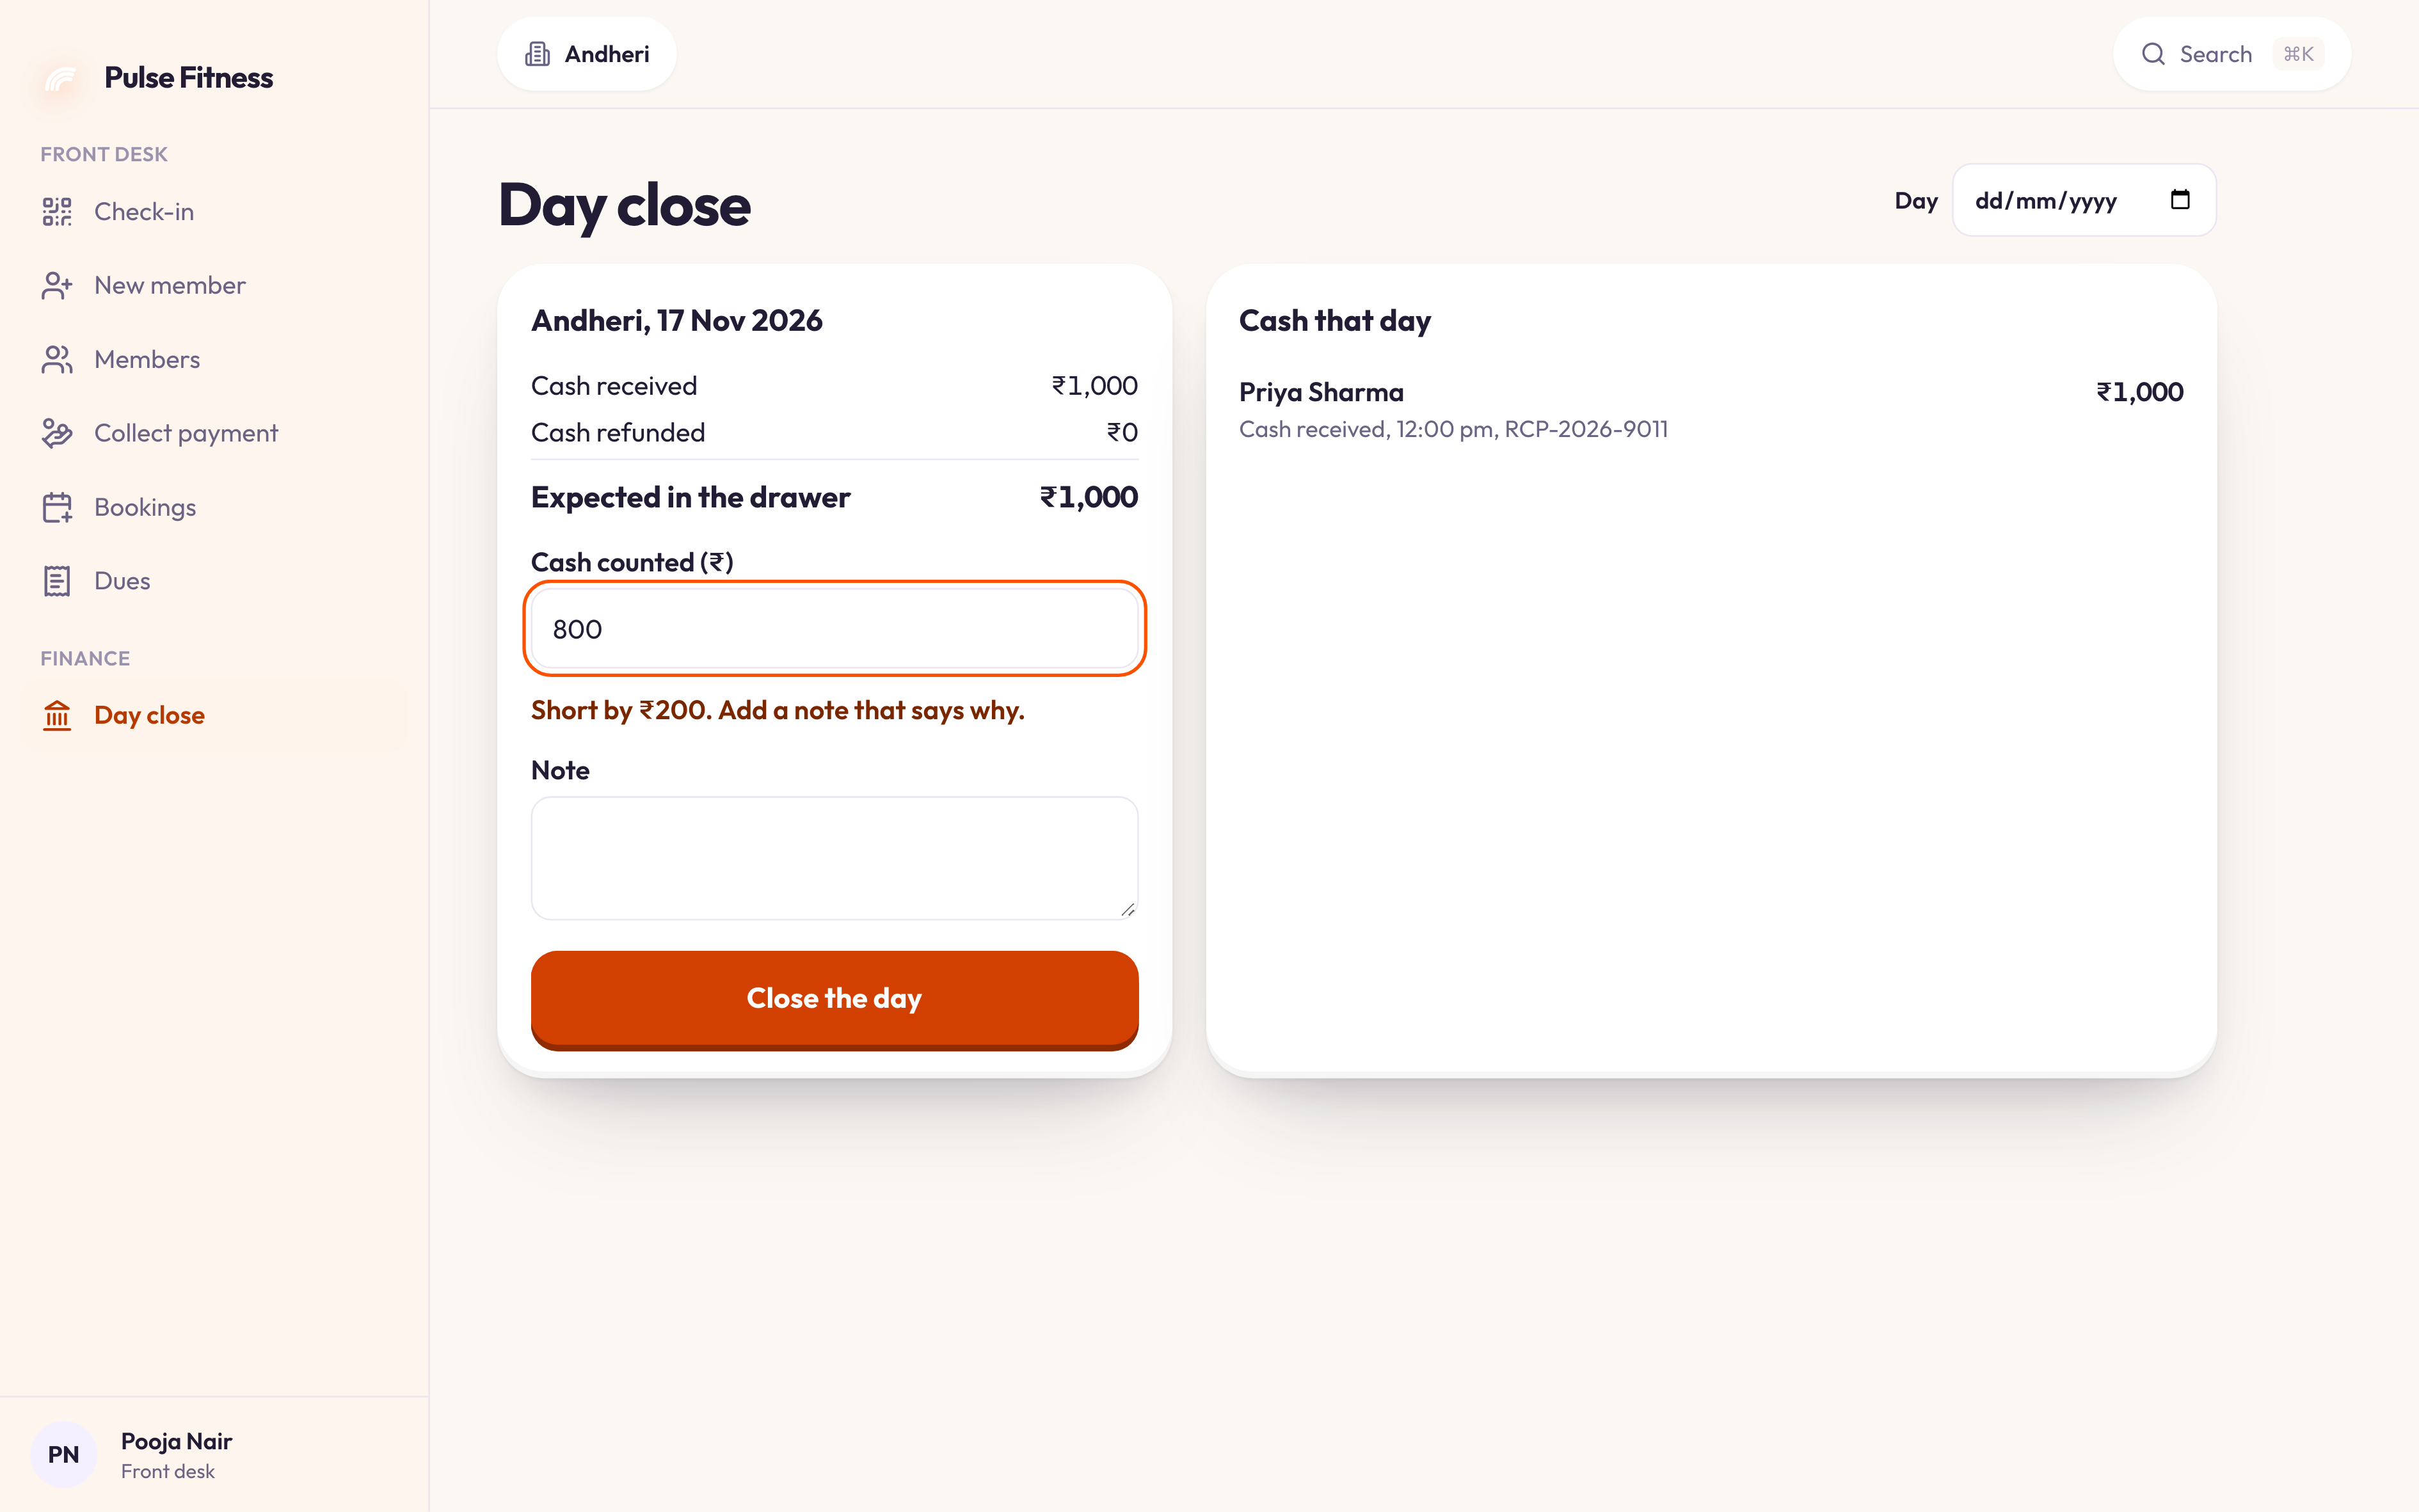 Pulse Fitness
FRONT DESK
Check-in
New member
Members
Collect payment
Bookings
Dues
FINANCE
Day close
PN
Pooja Nair
Front desk
Andheri
Search ⌘K
Day close
Day dd/mm/yyyy
Andheri, 17 Nov 2026
Cash received ₹1,000
Cash refunded ₹0
Expected in the drawer ₹1,000
Cash counted (₹)
800
Short by ₹200. Add a note that says why.
Note
Close the day
Cash that day
Priya Sharma ₹1,000
Cash received, 12:00 pm, RCP-2026-9011